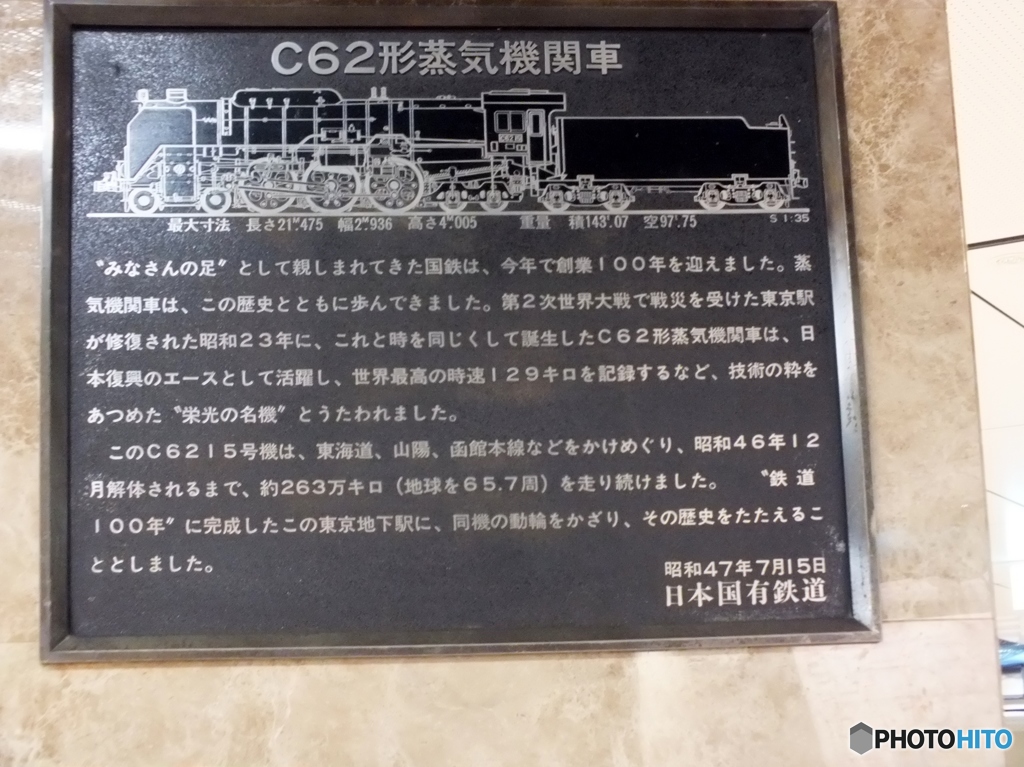 C62形蒸気機関車
最大寸法 長さ21M.475 幅2M.936 高さ4M.005 重量 積143t.07 空97t.75
S 1:35
〝みなさんの足〟として親しまれてきた国鉄は、今年で創業100年を迎えました。蒸
気機関車は、この歴史とともに歩んできました。第2次世界大戦で戦災を受けた東京駅
が修復された昭和23年に、これと時を同じくして誕生したC62形蒸気機関車は、日
本復興のエースとして活躍し、世界最高の時速129キロを記録するなど、技術の粋を
あつめた〝栄光の名機〟とうたわれました。
このC6215号機は、東海道、山陽、函館本線などをかけめぐり、昭和46年12
月解体されるまで、約263万キロ（地球を65.7周）を走り続けました。 〝鉄道
100年〟に完成したこの東京地下駅に、同機の動輪をかざり、その歴史をたたえるこ
ととしました。
昭和47年7月15日
日本国有鉄道
PHOTOHITO